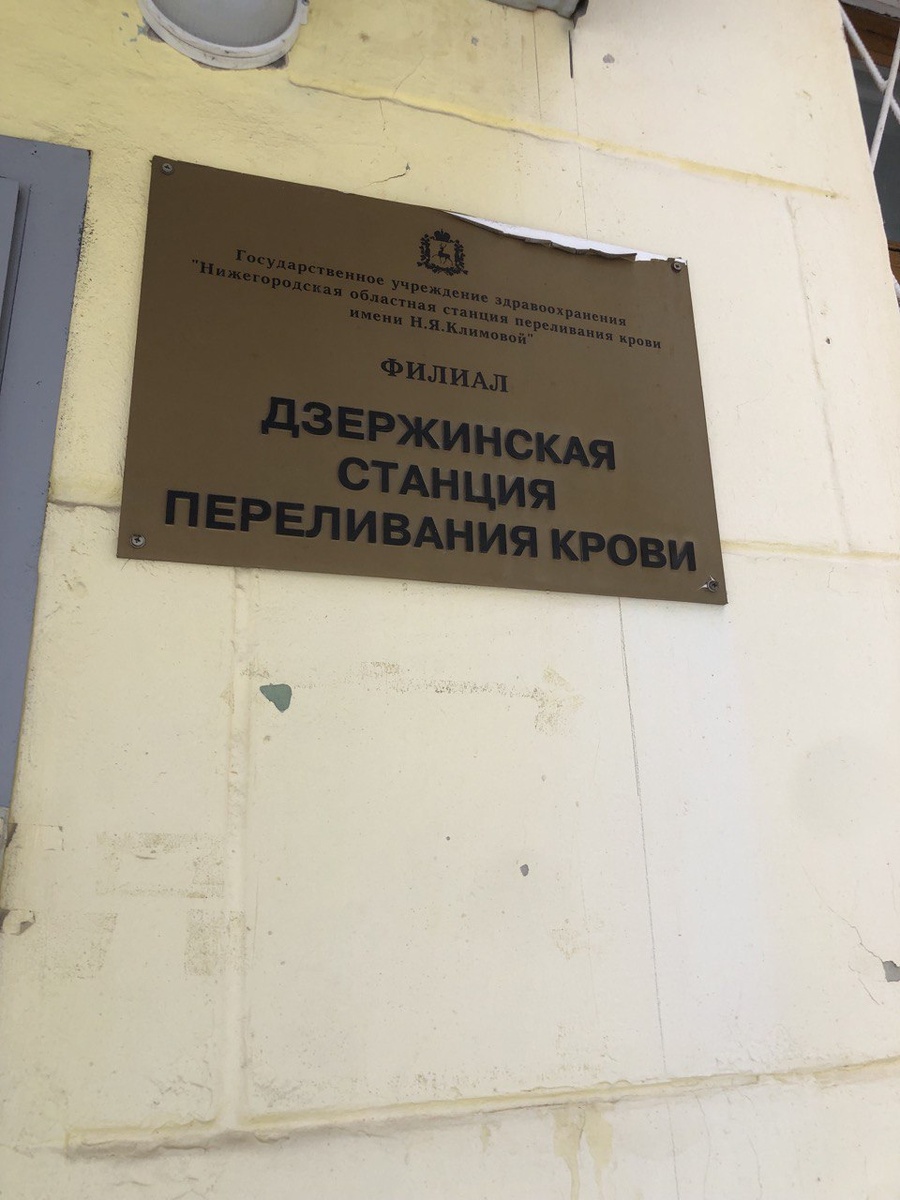 Государственное учреждение здравоохранения
"Нижегородская областная станция переливания крови
имени Н.Я.Климовой"
ФИЛИАЛ
ДЗЕРЖИНСКАЯ
СТАНЦИЯ
ПЕРЕЛИВАНИЯ КРОВИ